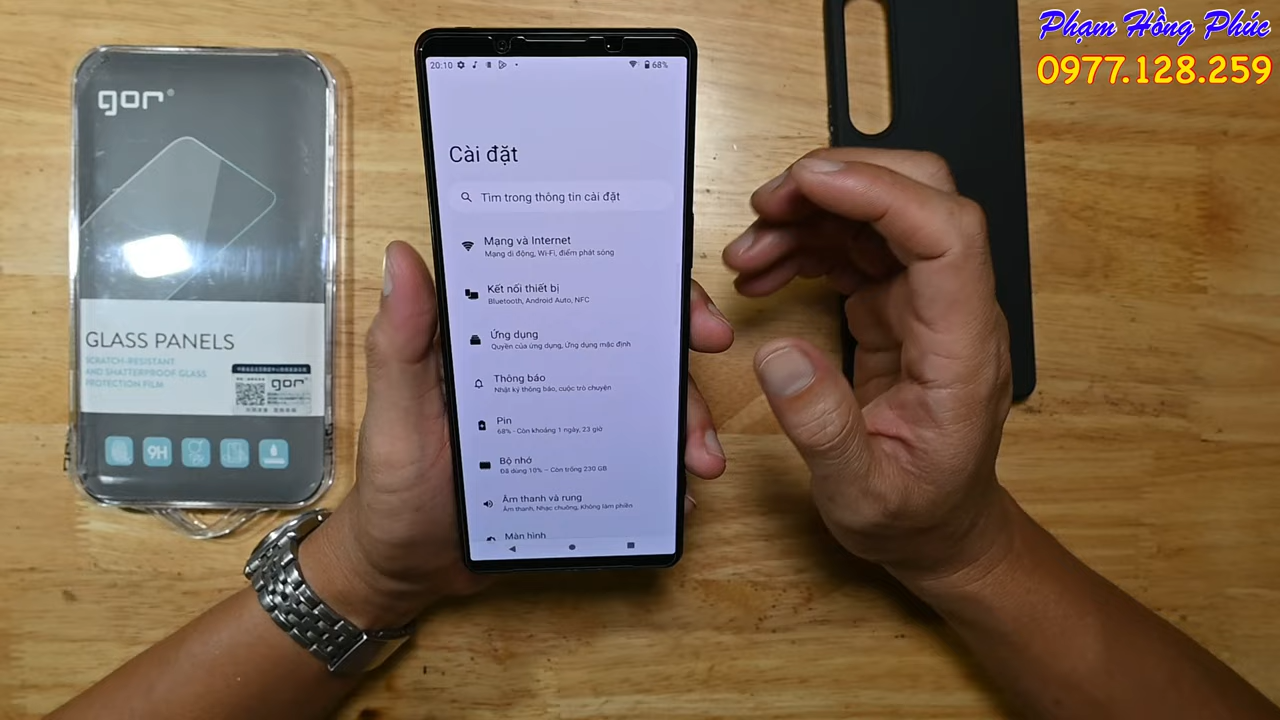 Phạm Hồng Phúc
0977.128.259
gor®
GLASS PANELS
SCRATCH-RESISTANT
AND SHATTERPROOF GLASS
PROTECTION FILM
gor
9H
20:10
68%
Cài đặt
Tìm trong thông tin cài đặt
Mạng và Internet
Mạng di động, Wi-Fi, điểm phát sóng
Kết nối thiết bị
Bluetooth, Android Auto, NFC
Ứng dụng
Quyền của ứng dụng, Ứng dụng mặc định
Thông báo
Nhật ký thông báo, cuộc trò chuyện
Pin
68% - Còn khoảng 1 ngày, 23 giờ
Bộ nhớ
Đã dùng 10% – Còn trống 230 GB
Âm thanh và rung
Âm thanh, Nhạc chuông, Không làm phiền
Màn hình